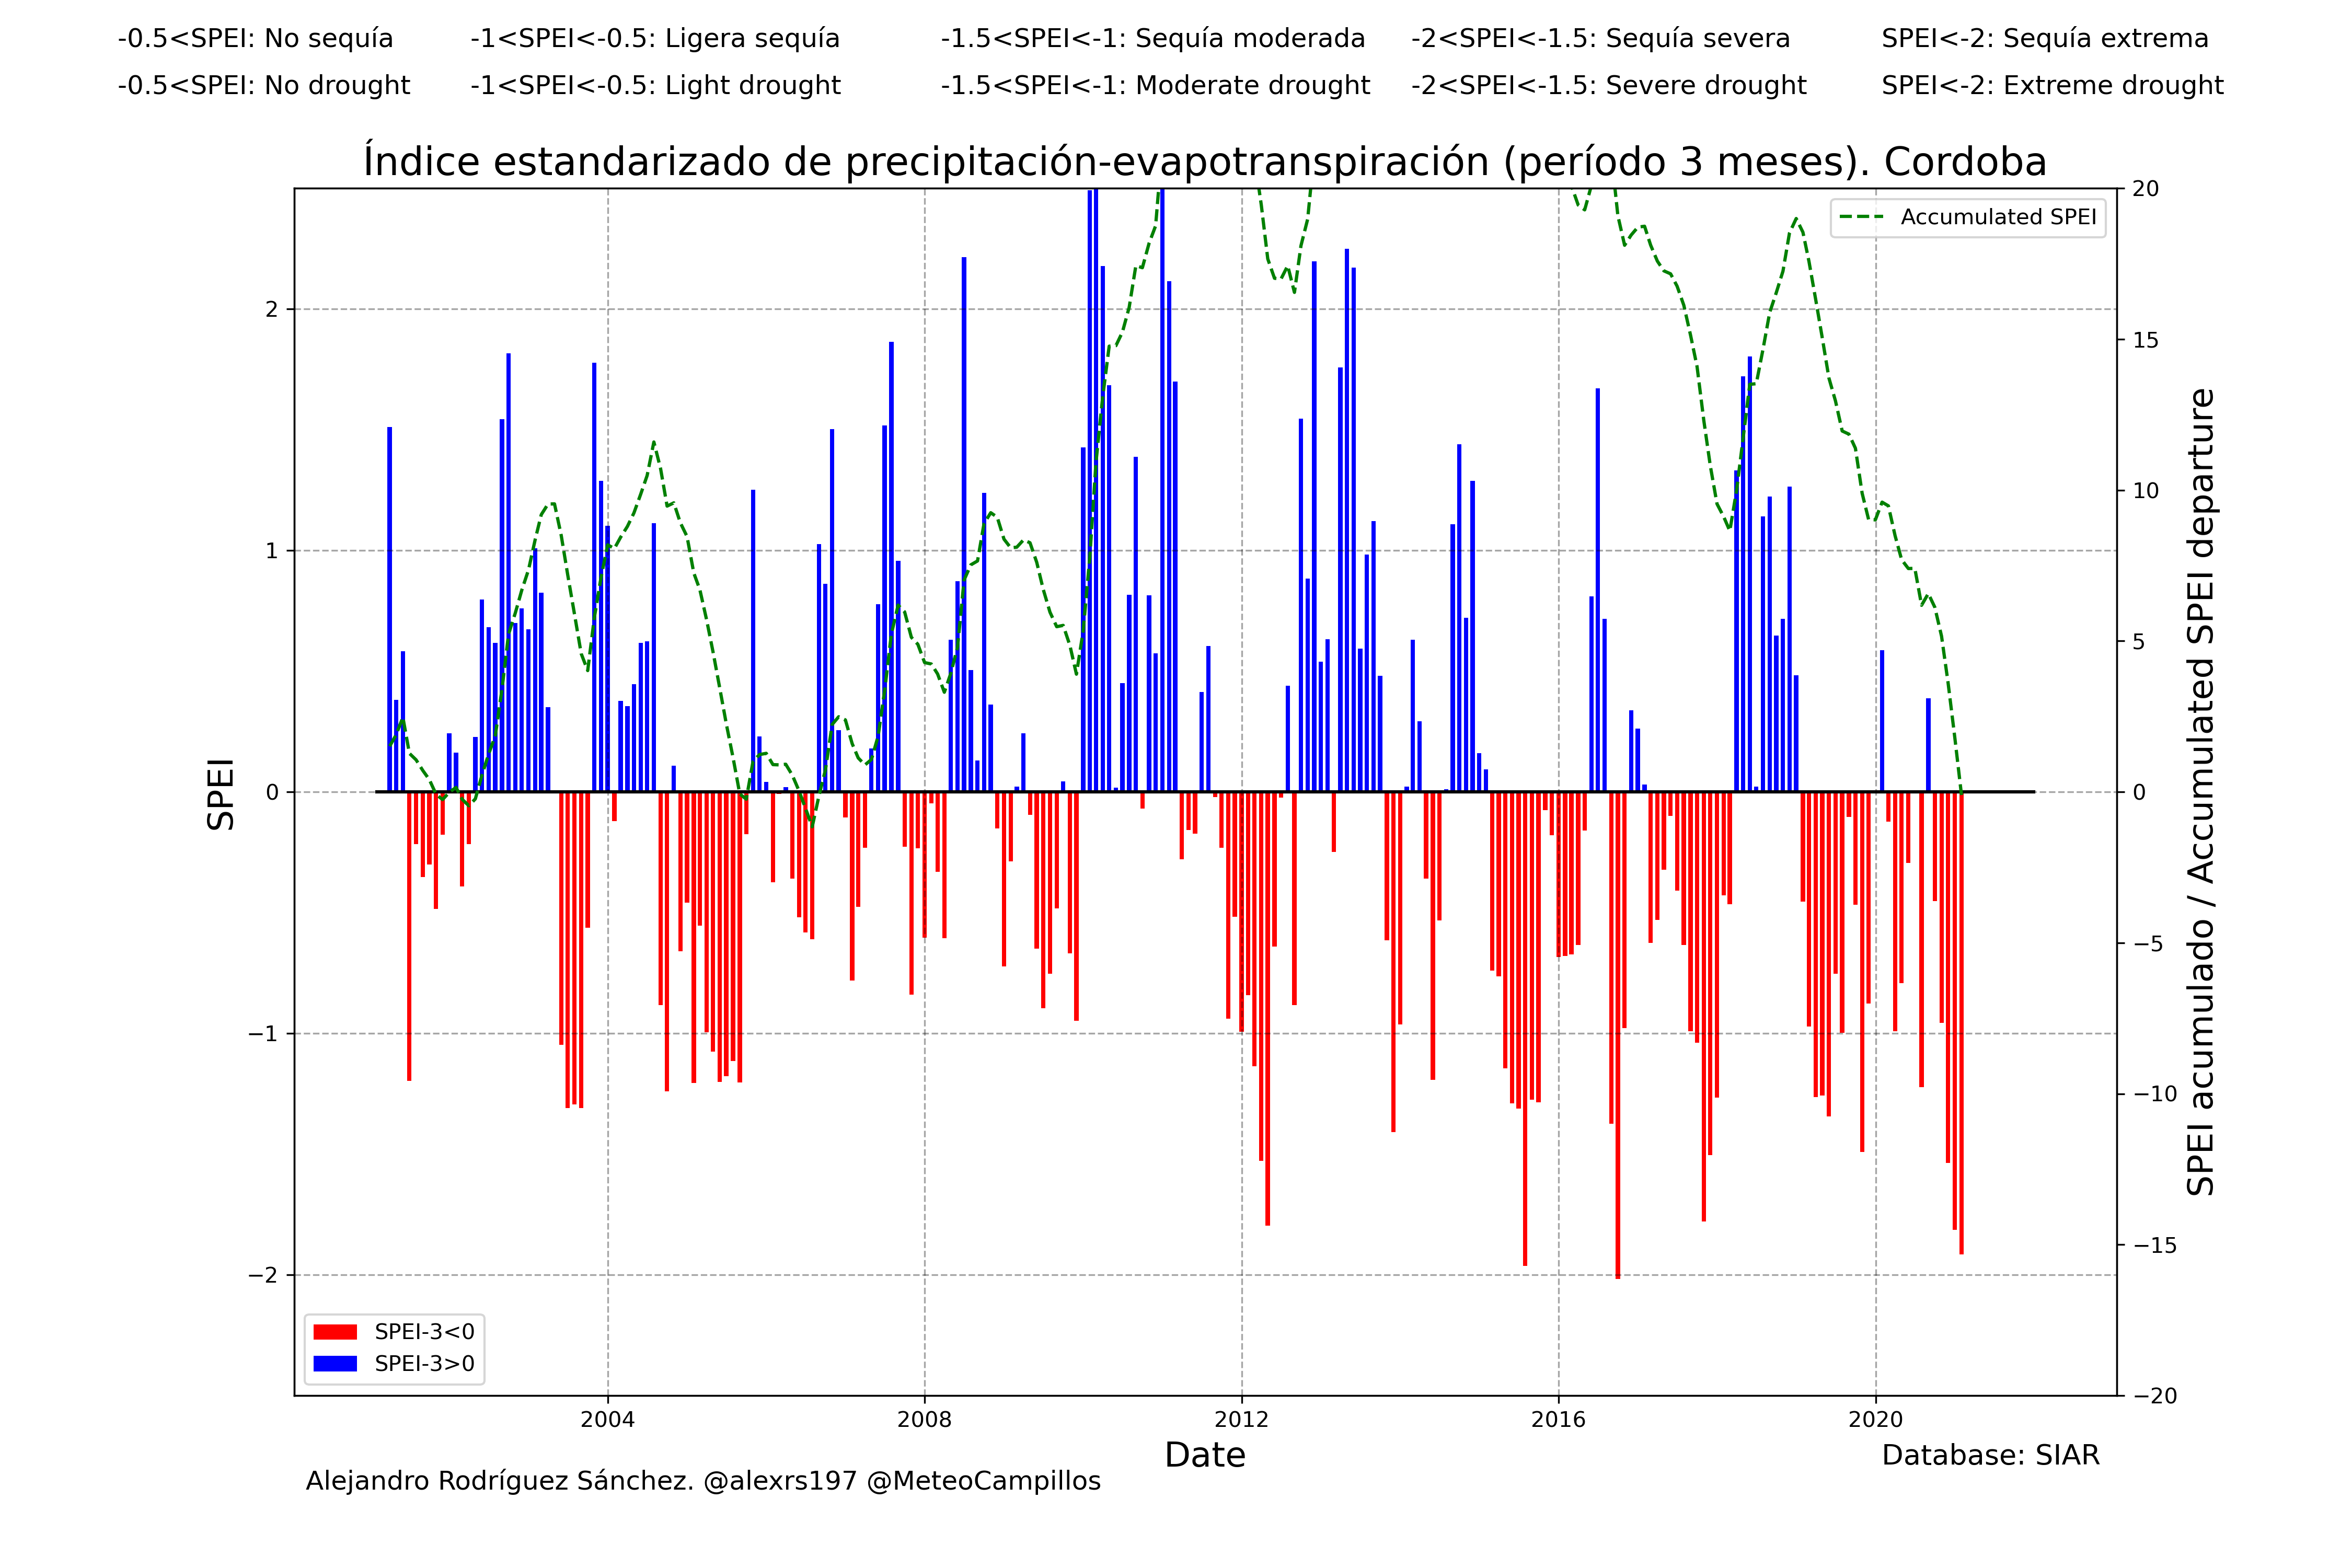 -0.5<SPEI: No sequía -1<SPEI<-0.5: Ligera sequía -1.5<SPEI<-1: Sequía moderada -2<SPEI<-1.5: Sequía severa SPEI<-2: Sequía extrema
-0.5<SPEI: No drought -1<SPEI<-0.5: Light drought -1.5<SPEI<-1: Moderate drought -2<SPEI<-1.5: Severe drought SPEI<-2: Extreme drought
Índice estandarizado de precipitación-evapotranspiración (período 3 meses). Cordoba
SPEI
2
1
0
−1
−2
Accumulated SPEI
20
15
10
5
0
−5
−10
−15
−20
SPEI acumulado / Accumulated SPEI departure
SPEI-3<0
SPEI-3>0
2004 2008 2012 2016 2020
Date
Database: SIAR
Alejandro Rodríguez Sánchez. @alexrs197 @MeteoCampillos